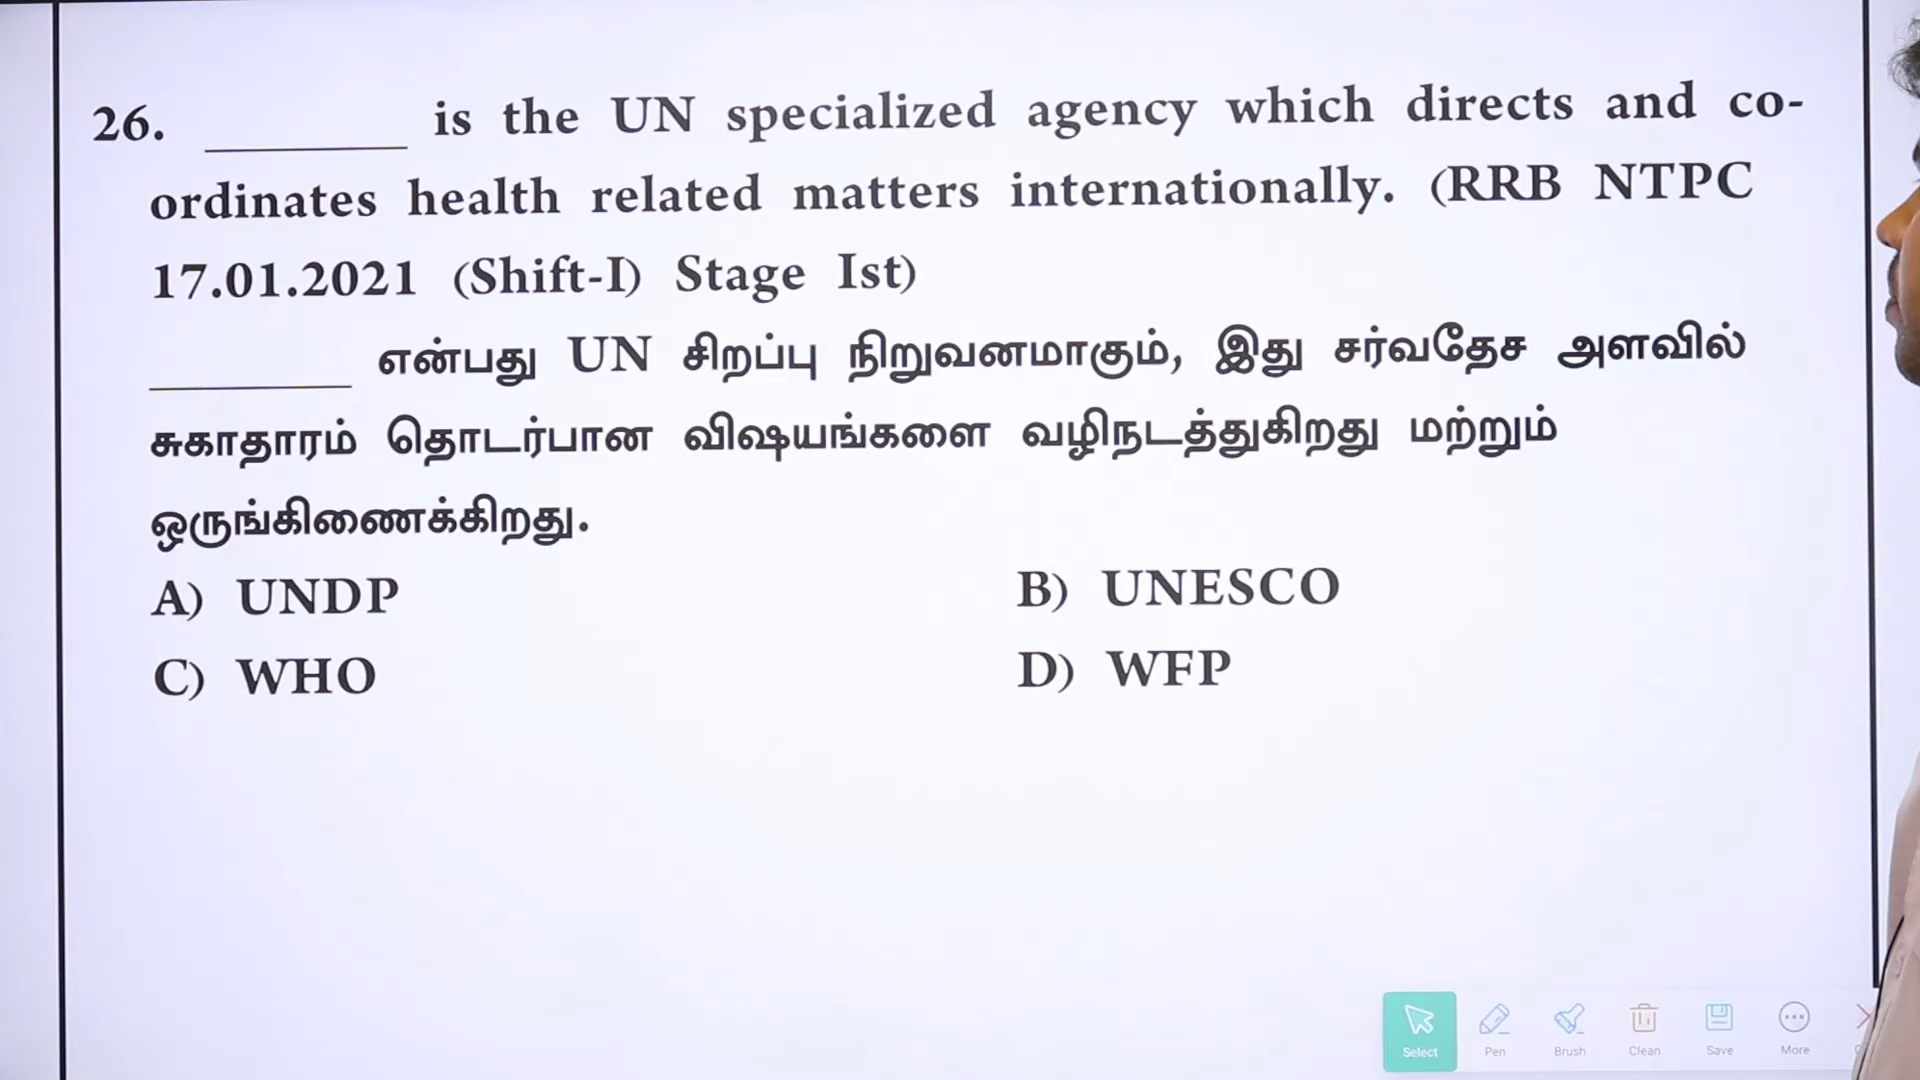 26. ________ is the UN specialized agency which directs and co-
ordinates health related matters internationally. (RRB NTPC
17.01.2021 (Shift-I) Stage Ist)
________ என்பது UN சிறப்பு நிறுவனமாகும், இது சர்வதேச அளவில்
சுகாதாரம் தொடர்பான விஷயங்களை வழிநடத்துகிறது மற்றும்
ஒருங்கிணைக்கிறது.
A) UNDP B) UNESCO
C) WHO D) WFP
Select Pen Brush Clean Save More